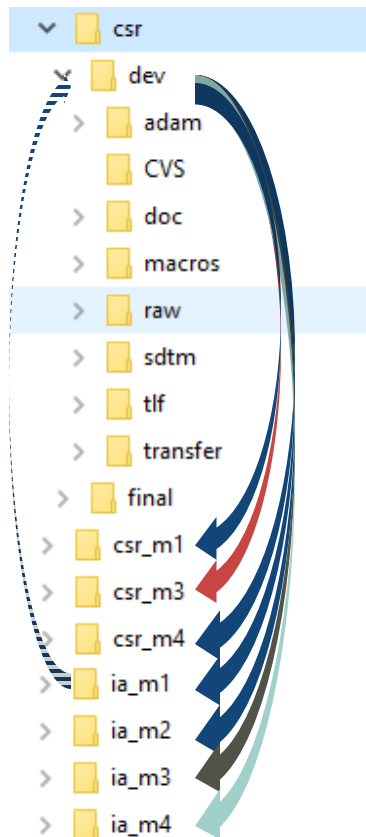 csr
dev
adam
CVS
doc
macros
raw
sdtm
tlf
transfer
final
csr_m1
csr_m3
csr_m4
ia_m1
ia_m2
ia_m3
ia_m4